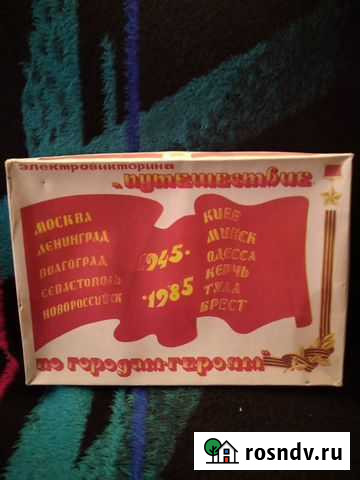 электровикторина
„путешествие
МОСКВА
ЛЕНИНГРАД
ВОЛГОГРАД
СЕВАСТОПОЛЬ
НОВОРОССИЙСК
1945-
·1985
КИЕВ
МИНСК
ОДЕССА
КЕРЧЬ
ТУЛА
БРЕСТ
по городам-героям“
rosndv.ru